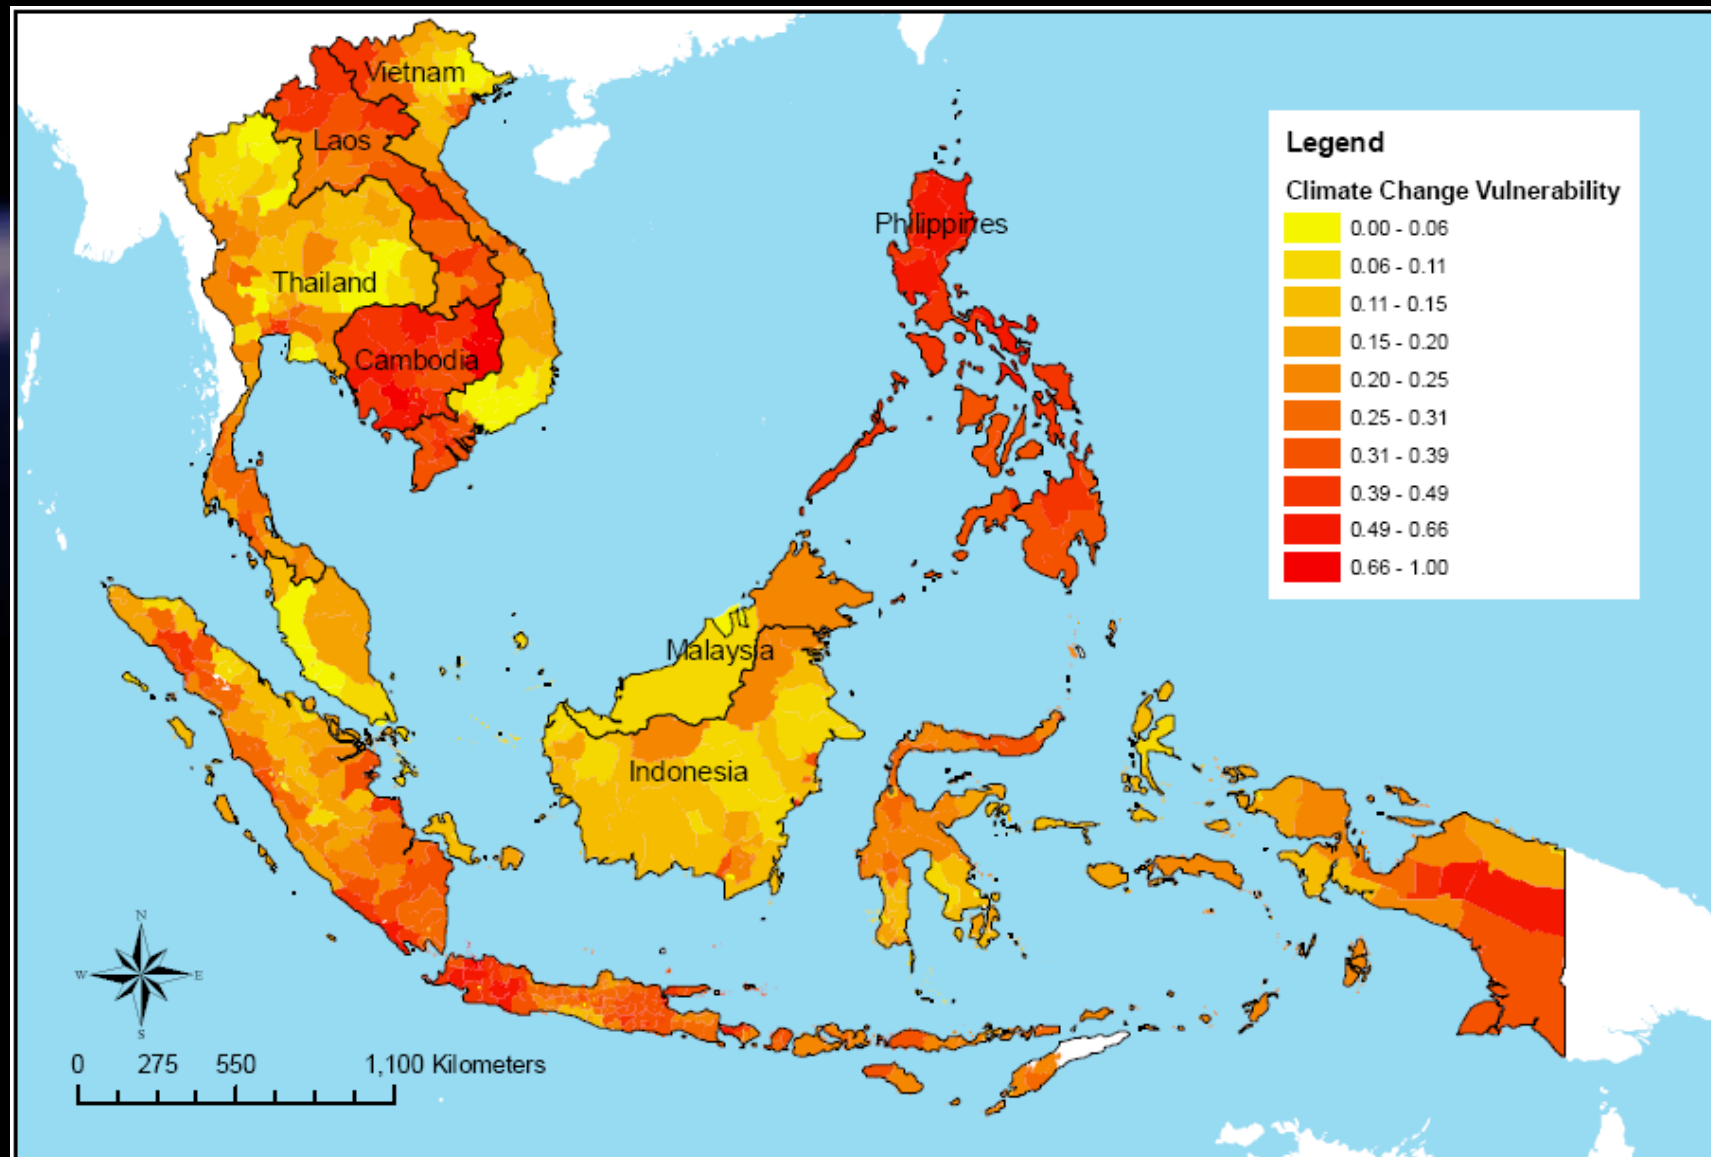 Vietnam
Laos
Philippines
Thailand
Cambodia
Malaysia
Indonesia
Legend
Climate Change Vulnerability
0.00 - 0.06
0.06 - 0.11
0.11 - 0.15
0.15 - 0.20
0.20 - 0.25
0.25 - 0.31
0.31 - 0.39
0.39 - 0.49
0.49 - 0.66
0.66 - 1.00
N
W E
S
0 275 550 1,100 Kilometers